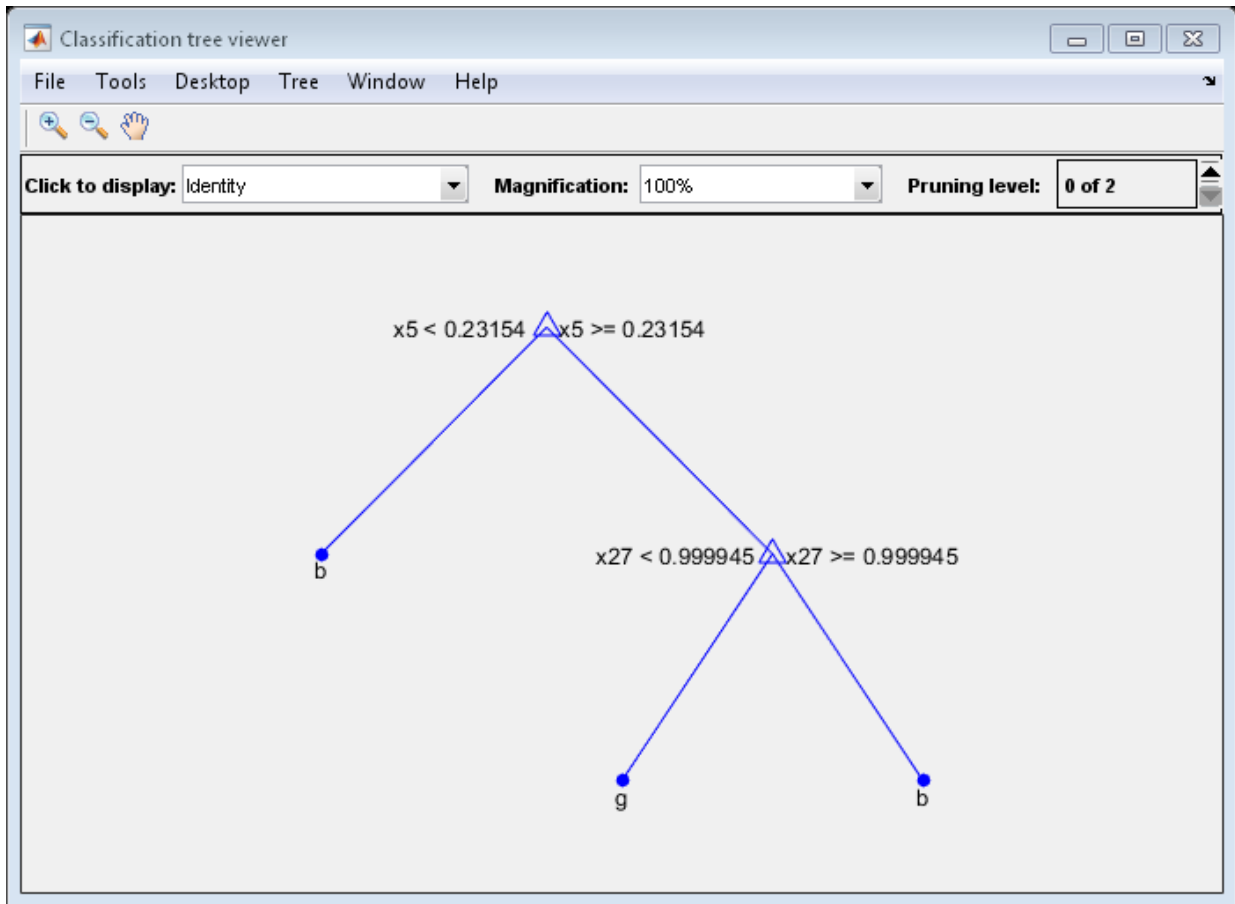 Classification tree viewer
File Tools Desktop Tree Window Help
Click to display: Identity Magnification: 100% Pruning level: 0 of 2
x5 < 0.23154 x5 >= 0.23154
b
x27 < 0.999945 x27 >= 0.999945
g b